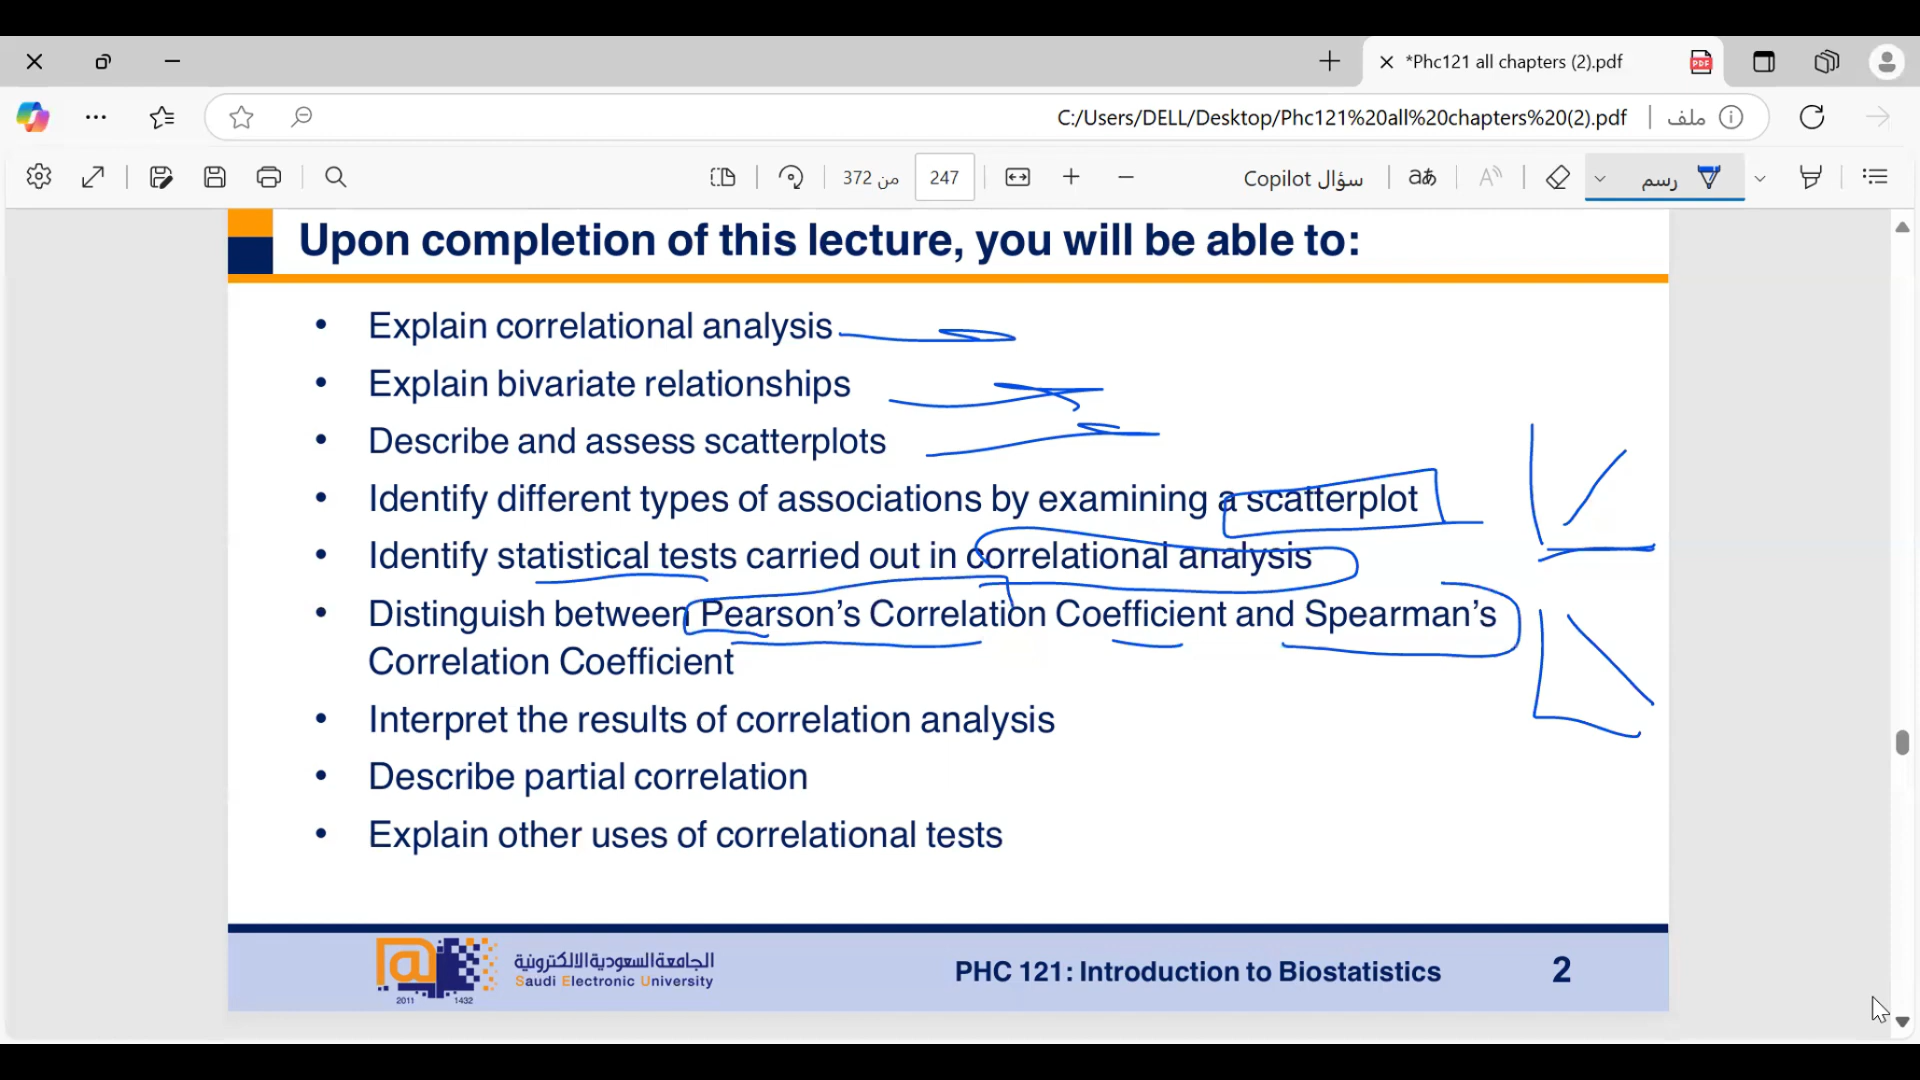 *Phc121 all chapters (2).pdf
PDF
C:/Users/DELL/Desktop/Phc121%20all%20chapters%20(2).pdf
ملف
من 372
247
سؤال Copilot
aあ
رسم
Upon completion of this lecture, you will be able to:
• Explain correlational analysis
• Explain bivariate relationships
• Describe and assess scatterplots
• Identify different types of associations by examining a scatterplot
• Identify statistical tests carried out in correlational analysis
• Distinguish between Pearson's Correlation Coefficient and Spearman's
Correlation Coefficient
• Interpret the results of correlation analysis
• Describe partial correlation
• Explain other uses of correlational tests
الجامعة السعودية الالكترونية
Saudi Electronic University
2011 1432
PHC 121: Introduction to Biostatistics
2